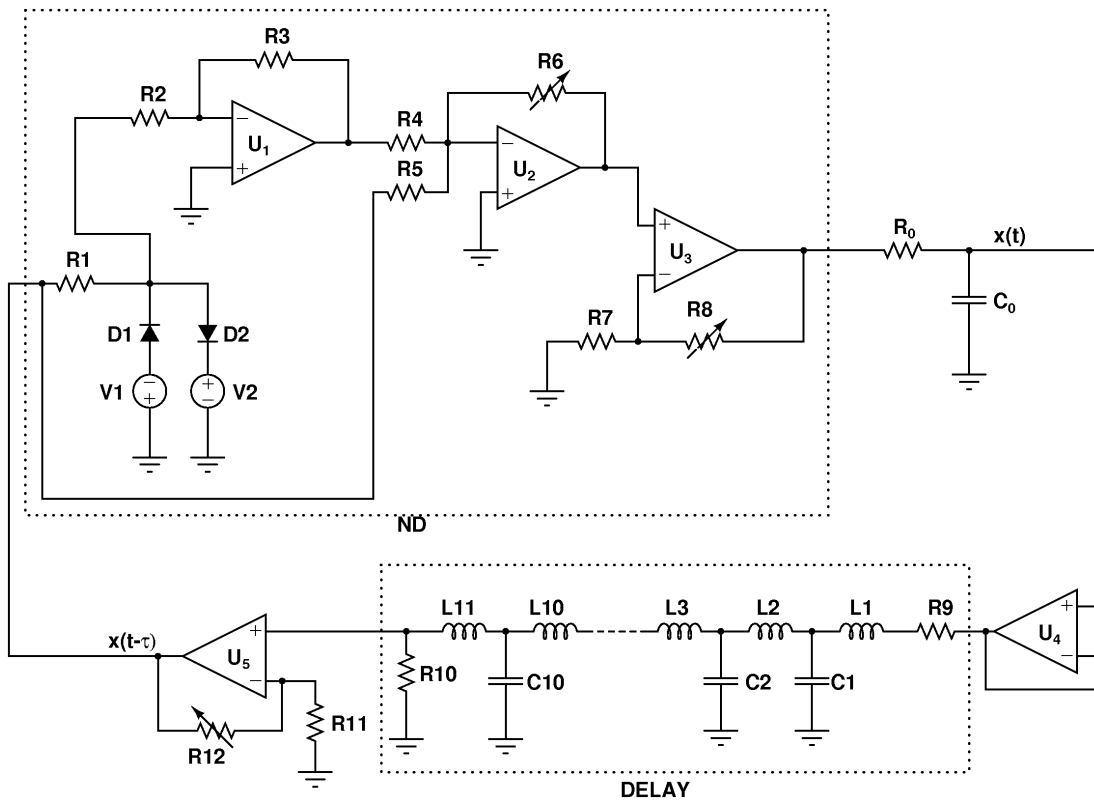 R3
R2
R6
U1
R4
U2
R5
U3
R0
x(t)
R1
C0
R7
R8
D1
D2
V1
V2
ND
L11
L10
L3
L2
L1
R9
U4
x(t-τ)
U5
R10
C10
C2
C1
R11
R12
DELAY